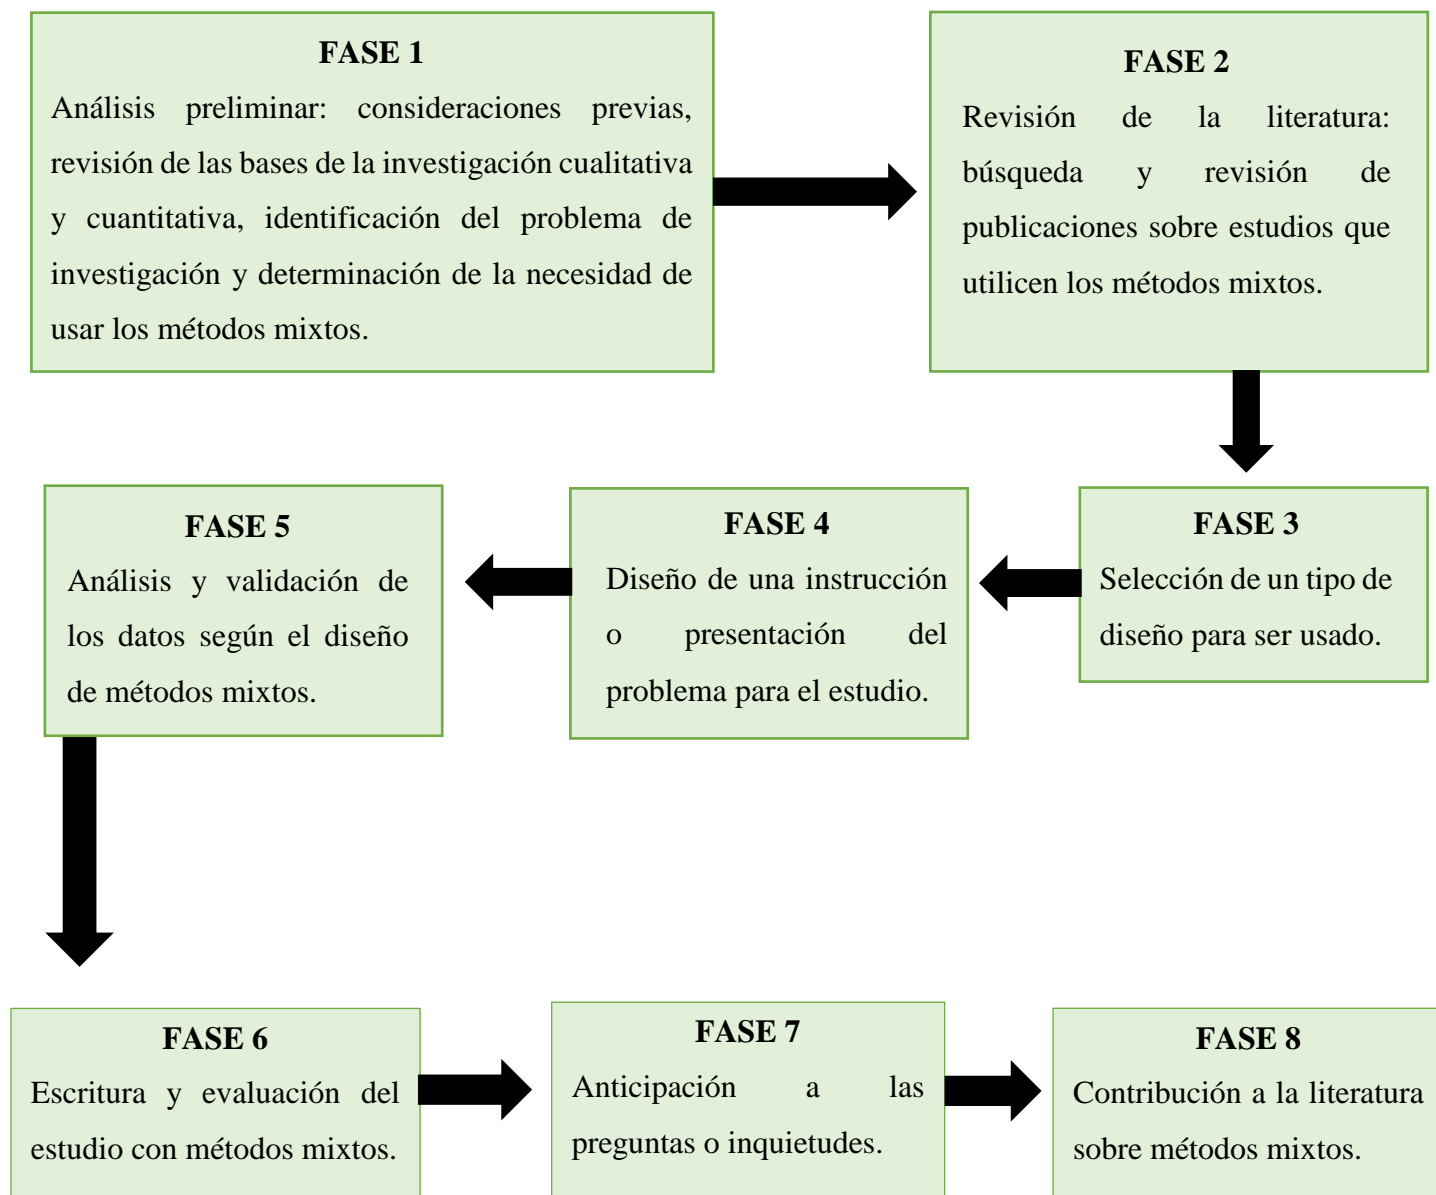 FASE 1
Análisis preliminar: consideraciones previas,
revisión de las bases de la investigación cualitativa
y cuantitativa, identificación del problema de
investigación y determinación de la necesidad de
usar los métodos mixtos.
FASE 2
Revisión de la literatura:
búsqueda y revisión de
publicaciones sobre estudios que
utilicen los métodos mixtos.
FASE 3
Selección de un tipo de
diseño para ser usado.
FASE 4
Diseño de una instrucción
o presentación del
problema para el estudio.
FASE 5
Análisis y validación de
los datos según el diseño
de métodos mixtos.
FASE 6
Escritura y evaluación del
estudio con métodos mixtos.
FASE 7
Anticipación a las
preguntas o inquietudes.
FASE 8
Contribución a la literatura
sobre métodos mixtos.